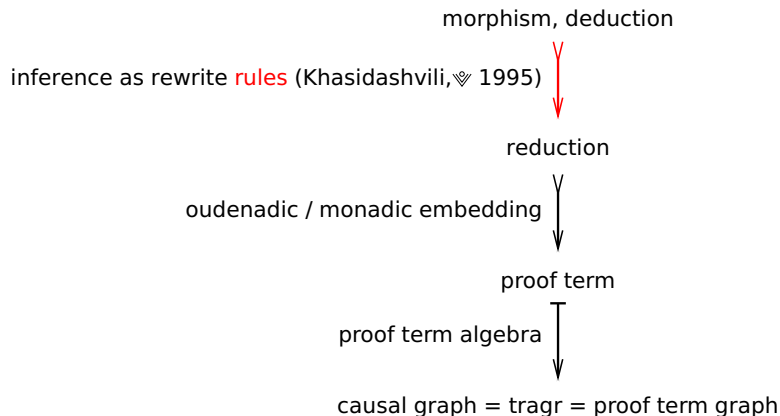 morphism, deduction
inference as rewrite rules (Khasidashvili, 1995)
reduction
oudenadic / monadic embedding
proof term
proof term algebra
causal graph = tragr = proof term graph